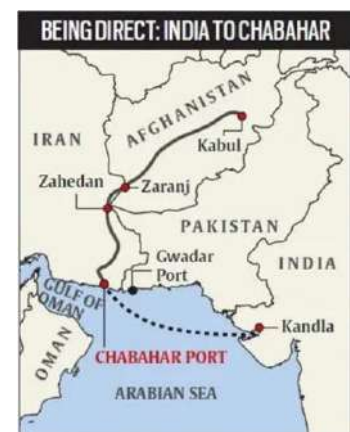 BEING DIRECT: INDIA TO CHABAHAR
AFGHANISTAN
IRAN
Kabul
Zahedan
Zaranj
PAKISTAN
Gwadar
Port
INDIA
GULF OF
OMAN
Kandla
OMAN
CHABAHAR PORT
ARABIAN SEA